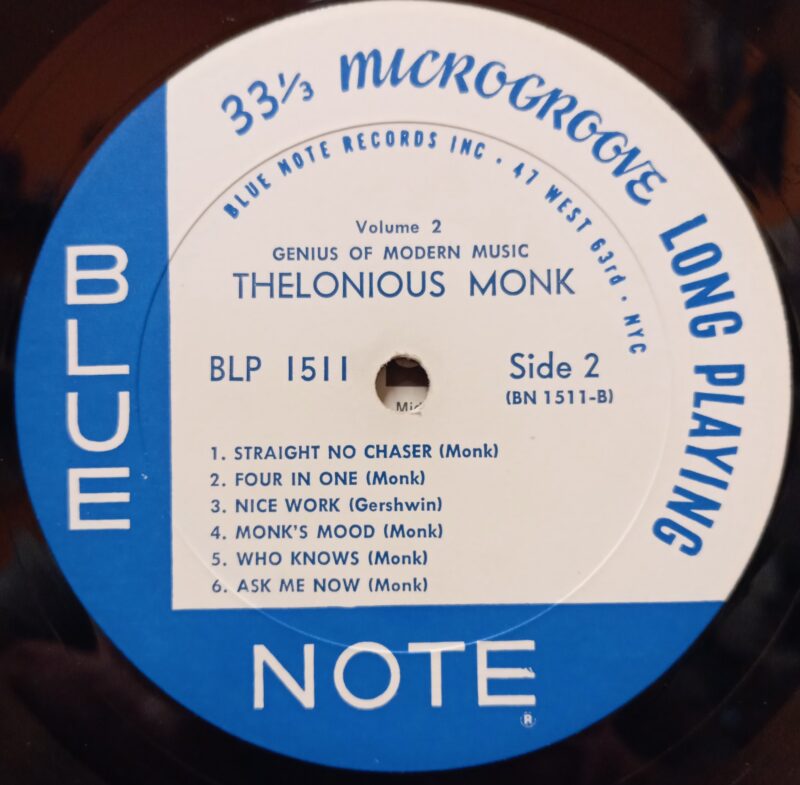 33⅓ MICROGROOVE LONG PLAYING
BLUE NOTE RECORDS INC · 47 WEST 63rd · NYC
Volume 2
GENIUS OF MODERN MUSIC
THELONIOUS MONK
BLP 1511
Side 2
(BN 1511-B)
Mid
1. STRAIGHT NO CHASER (Monk)
2. FOUR IN ONE (Monk)
3. NICE WORK (Gershwin)
4. MONK'S MOOD (Monk)
5. WHO KNOWS (Monk)
6. ASK ME NOW (Monk)
BLUE
NOTE
®